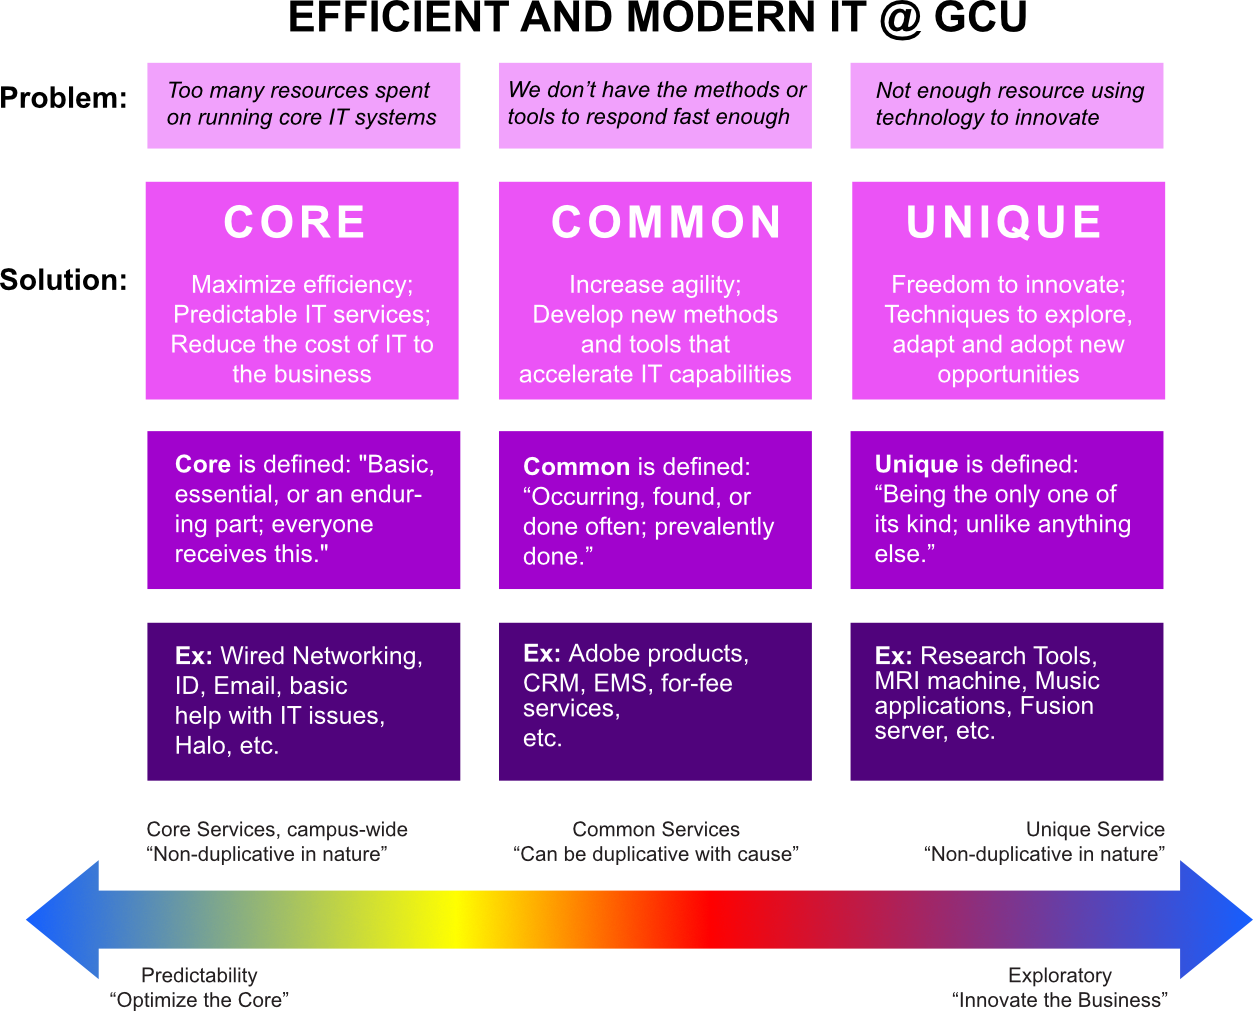 EFFICIENT AND MODERN IT @ GCU
Problem:
Too many resources spent
on running core IT systems
We don’t have the methods or
tools to respond fast enough
Not enough resource using
technology to innovate
Solution:
CORE
Maximize efficiency;
Predictable IT services;
Reduce the cost of IT to
the business
COMMON
Increase agility;
Develop new methods
and tools that
accelerate IT capabilities
UNIQUE
Freedom to innovate;
Techniques to explore,
adapt and adopt new
opportunities
Core is defined: "Basic,
essential, or an endur-
ing part; everyone
receives this."
Common is defined:
“Occurring, found, or
done often; prevalently
done.”
Unique is defined:
“Being the only one of
its kind; unlike anything
else.”
Ex: Wired Networking,
ID, Email, basic
help with IT issues,
Halo, etc.
Ex: Adobe products,
CRM, EMS, for-fee
services,
etc.
Ex: Research Tools,
MRI machine, Music
applications, Fusion
server, etc.
Core Services, campus-wide
“Non-duplicative in nature”
Common Services
“Can be duplicative with cause”
Unique Service
“Non-duplicative in nature”
Predictability
“Optimize the Core”
Exploratory
“Innovate the Business”